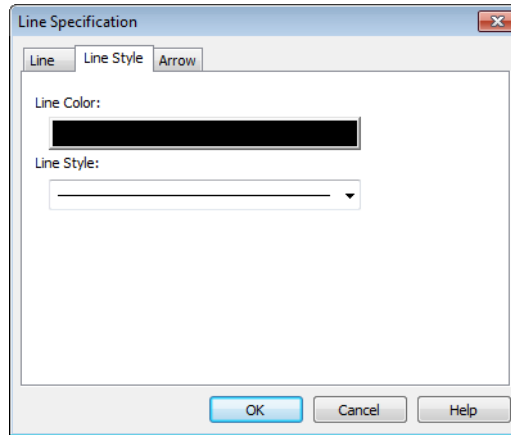 Line Specification
Line Line Style Arrow
Line Color:
Line Style:
OK Cancel Help